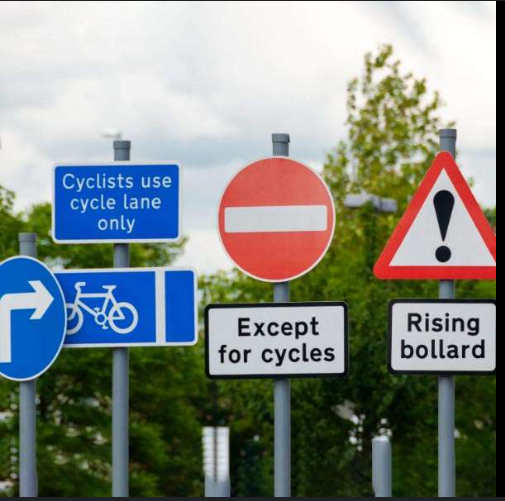 Cyclists use
cycle lane
only
Except
for cycles
Rising
bollard